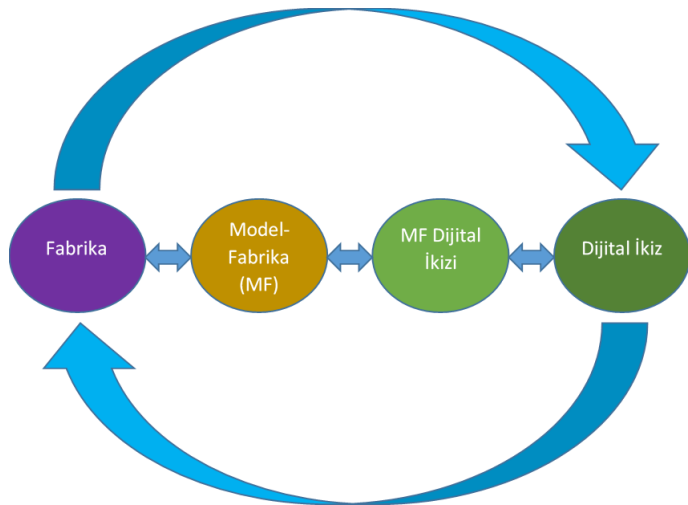 Fabrika
Model-
Fabrika
(MF)
MF Dijital
İkizi
Dijital İkiz